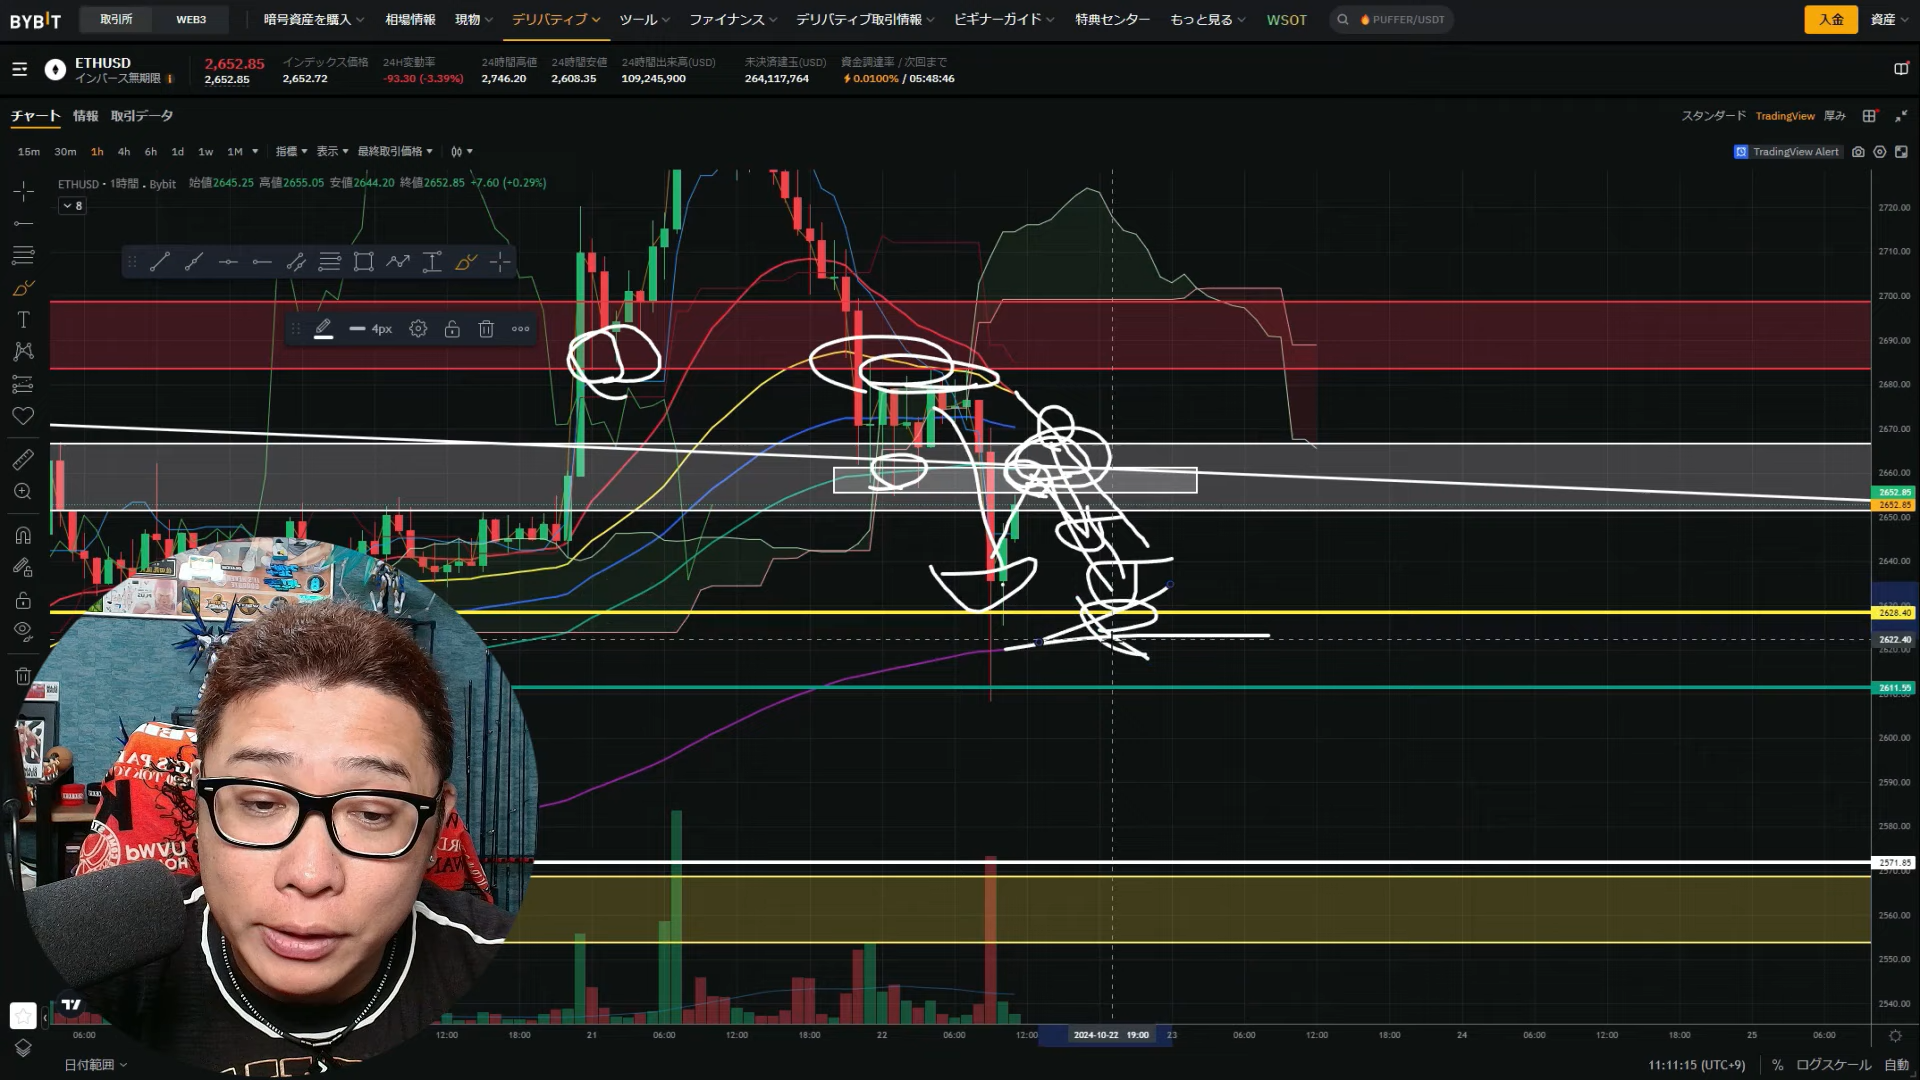 BYBIT 取引所 WEB3 暗号資産を購入 相場情報 現物 デリバティブ ツール ファイナンス デリバティブ取引情報 ビギナーガイド 特典センター もっと見る WSOT PUFFER/USDT 入金 資産
ETHUSD 2,652.85 インデックス価格 24H変動率 24時間高値 24時間安値 24時間出来高(USD) 未決済建玉(USD) 資金調達率 / 次回まで
インバース無期限 2,652.85 2,652.72 -93.30 (-3.39%) 2,746.20 2,608.35 109,245,900 264,117,764 0.0100% / 05:48:46
チャート 情報 取引データ スタンダード TradingView 厚み
15m 30m 1h 4h 6h 1d 1w 1M 指標 表示 最終取引価格 TradingView Alert
ETHUSD・1時間 . Bybit 始値2645.25 高値2655.05 安値2644.20 終値2652.85 +7.60 (+0.29%)
8
4px
2720.00
2710.00
2700.00
2690.00
2680.00
2670.00
2660.00
2652.85
2652.85
2650.00
2640.00
2628.40
2622.40
2620.00
2611.55
2600.00
2590.00
2580.00
2571.85
2570.00
2560.00
2550.00
2540.00
06:00 12:00 18:00 21 06:00 12:00 18:00 22 06:00 12:00 2024-10-22 19:00 23 06:00 12:00 18:00 24 06:00 12:00 18:00 25 06:00
日付範囲 11:11:15 (UTC+9) % ログスケール 自動